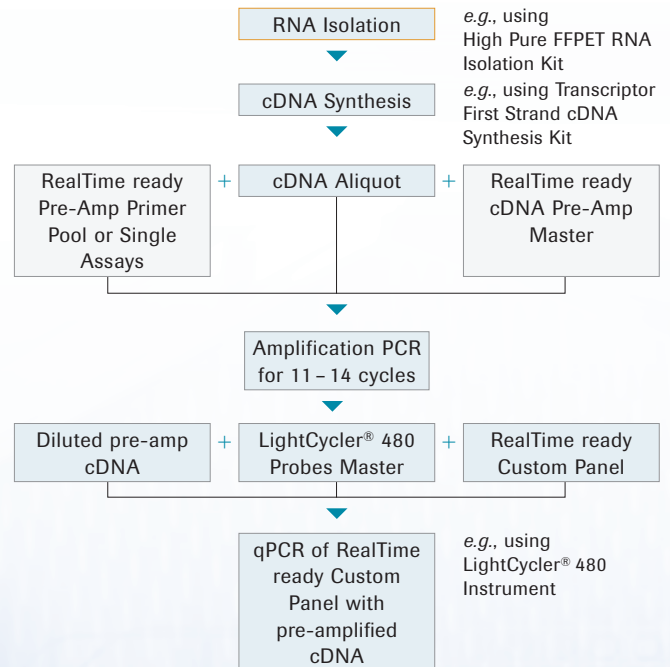 RNA Isolation
e.g., using
High Pure FFPET RNA
Isolation Kit
cDNA Synthesis
e.g., using Transcriptor
First Strand cDNA
Synthesis Kit
RealTime ready
Pre-Amp Primer
Pool or Single
Assays
+
cDNA Aliquot
+
RealTime ready
cDNA Pre-Amp
Master
Amplification PCR
for 11 – 14 cycles
Diluted pre-amp
cDNA
+
LightCycler® 480
Probes Master
+
RealTime ready
Custom Panel
qPCR of RealTime
ready Custom
Panel with
pre-amplified
cDNA
e.g., using
LightCycler® 480
Instrument